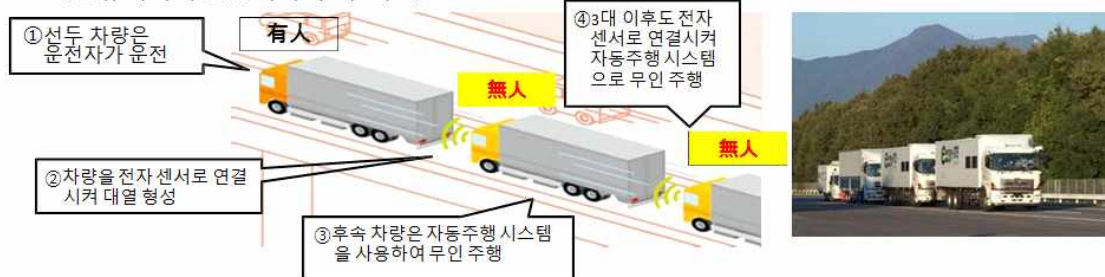 ①선두 차량은
운전자가 운전
有人
無人
④3대 이후도 전자
센서로 연결시켜
자동주행 시스템
으로 무인 주행
無人
②차량을 전자 센서로 연결
시켜 대열 형성
③후속 차량은 자동주행 시스템
을 사용하여 무인 주행